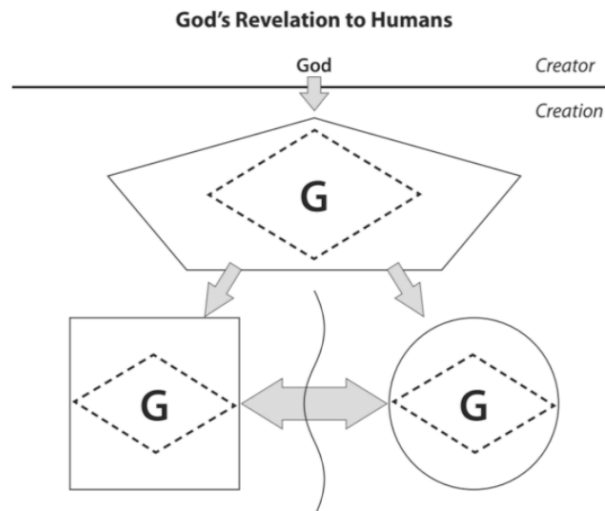 God's Revelation to Humans
God
Creator
Creation
G
G
G